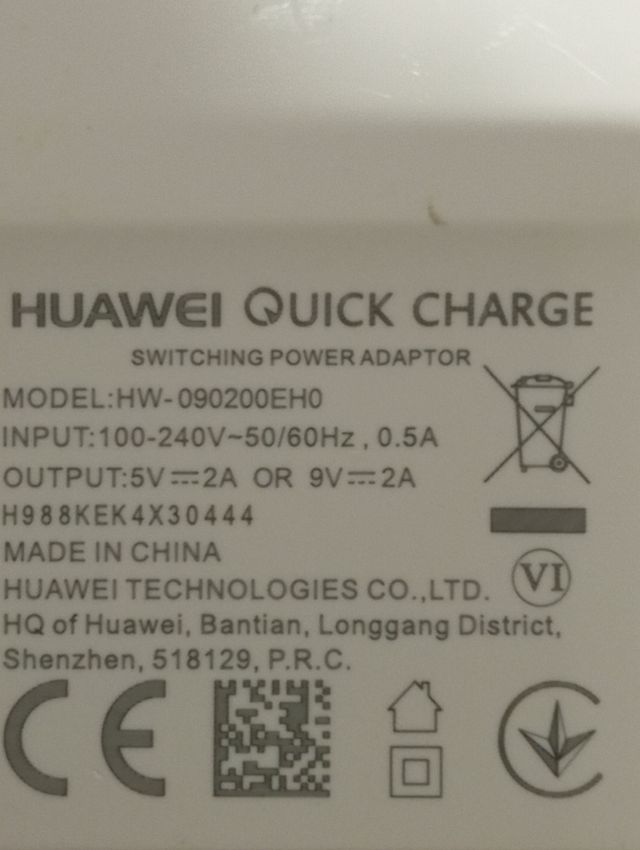 HUAWEI QUICK CHARGE
SWITCHING POWER ADAPTOR
MODEL:HW-090200EH0
INPUT:100-240V~50/60Hz , 0.5A
OUTPUT:5V⎓2A OR 9V⎓2A
H988KEK4X30444
MADE IN CHINA
HUAWEI TECHNOLOGIES CO.,LTD.
VI
HQ of Huawei, Bantian, Longgang District,
Shenzhen, 518129, P.R.C.
CE